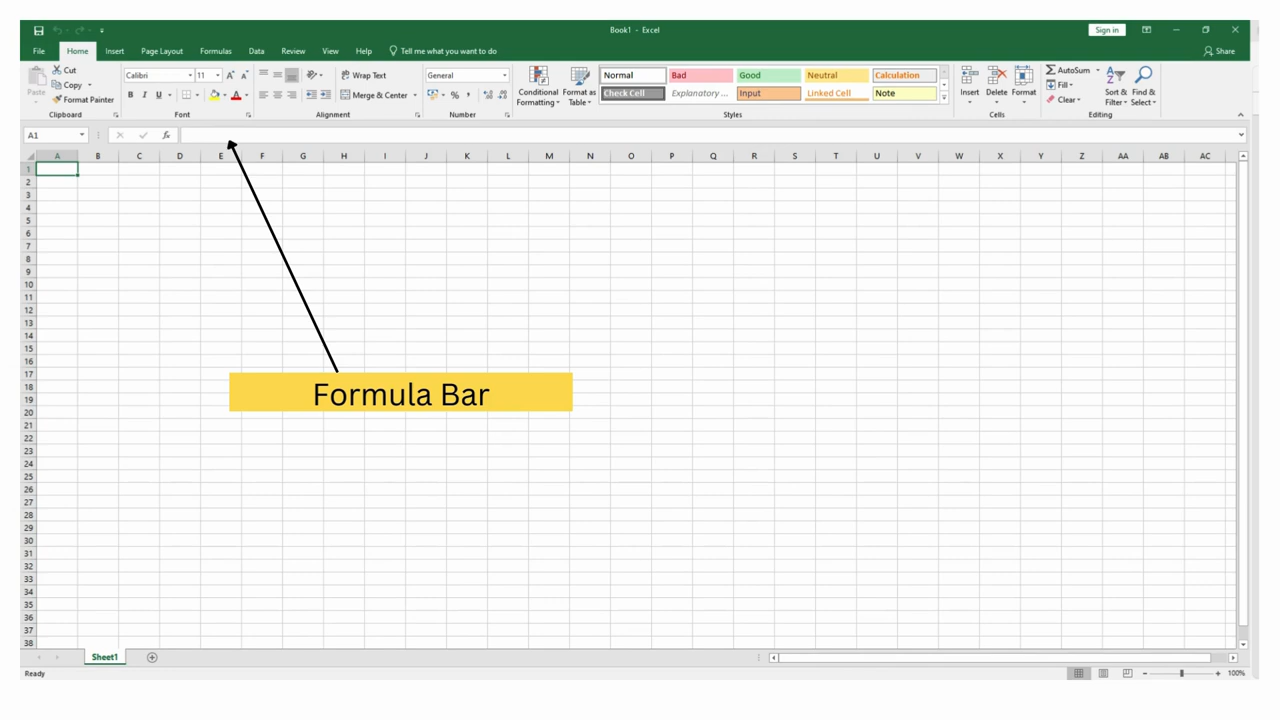 Book1 - Excel
Sign in
File Home Insert Page Layout Formulas Data Review View Help Tell me what you want to do
Share
Paste
Cut
Copy
Format Painter
Clipboard
Calibri 11 A A
B I U A
Font
Wrap Text
Merge & Center
Alignment
General
%
Number
Conditional
Formatting
Format as
Table
Normal Bad Good Neutral Calculation
Check Cell Explanatory ... Input Linked Cell Note
Styles
Insert Delete Format
Cells
AutoSum
Fill
Clear
Sort &
Filter
Find &
Select
Editing
A1 fx
A B C D E F G H I J K L M N O P Q R S T U V W X Y Z AA AB AC
1
2
3
4
5
6
7
8
9
10
11
12
13
14
15
16
17
18
19
20
21
22
23
24
25
26
27
28
29
30
31
32
33
34
35
36
37
38
Formula Bar
Sheet1
Ready
100%